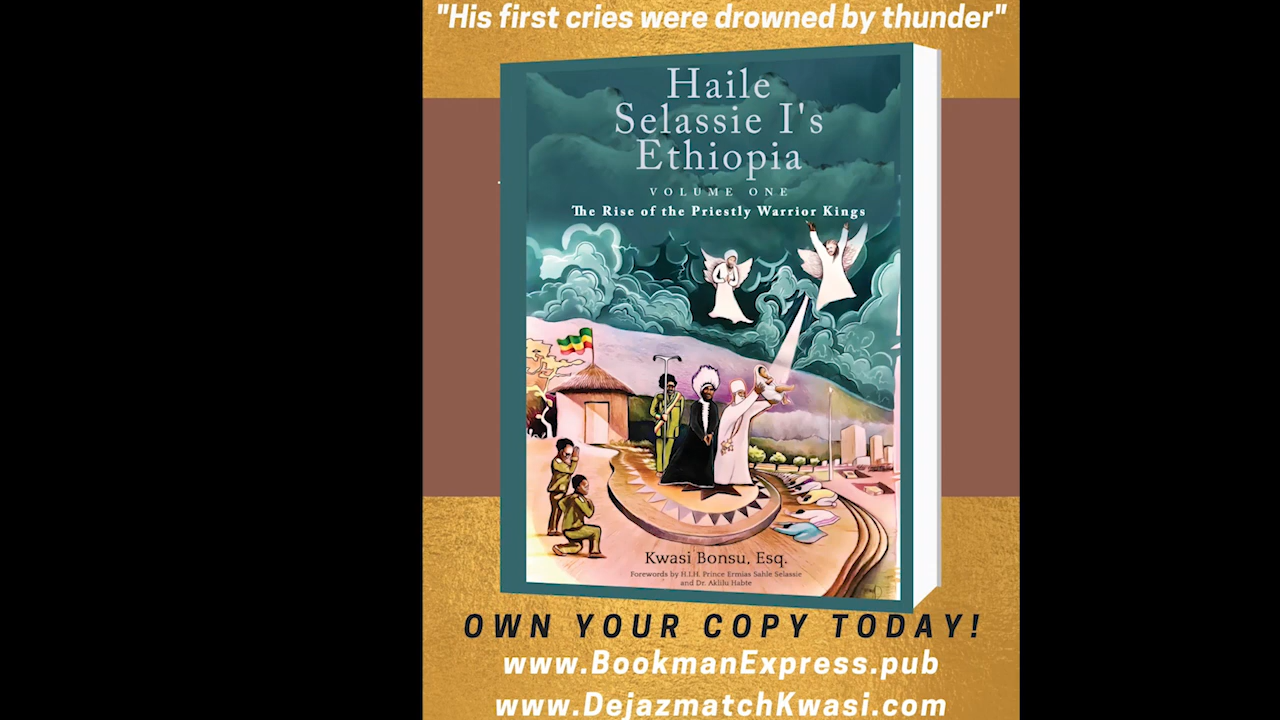 "His first cries were drowned by thunder"
Haile
Selassie I's
Ethiopia
VOLUME ONE
The Rise of the Priestly Warrior Kings
Kwasi Bonsu, Esq.
Forewords by H.I.H. Prince Ermias Sahle Selassie
and Dr. Aklilu Habte
OWN YOUR COPY TODAY!
www.BookmanExpress.pub
www.DejazmatchKwasi.com